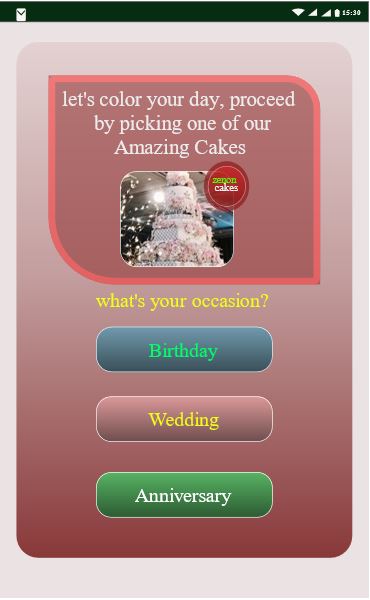 15:30
let's color your day, proceed
by picking one of our
Amazing Cakes
zenon
cakes
what's your occasion?
Birthday
Wedding
Anniversary